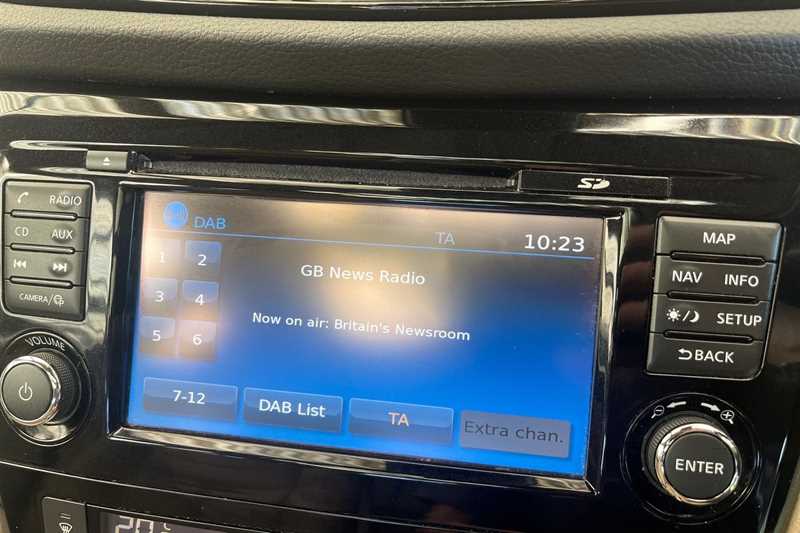 RADIO
CD AUX
CAMERA/
VOLUME
DAB
TA 10:23
1 2
GB News Radio
3 4
Now on air: Britain's Newsroom
5 6
7-12 DAB List TA Extra chan.
SD
MAP
NAV INFO
SETUP
BACK
ENTER